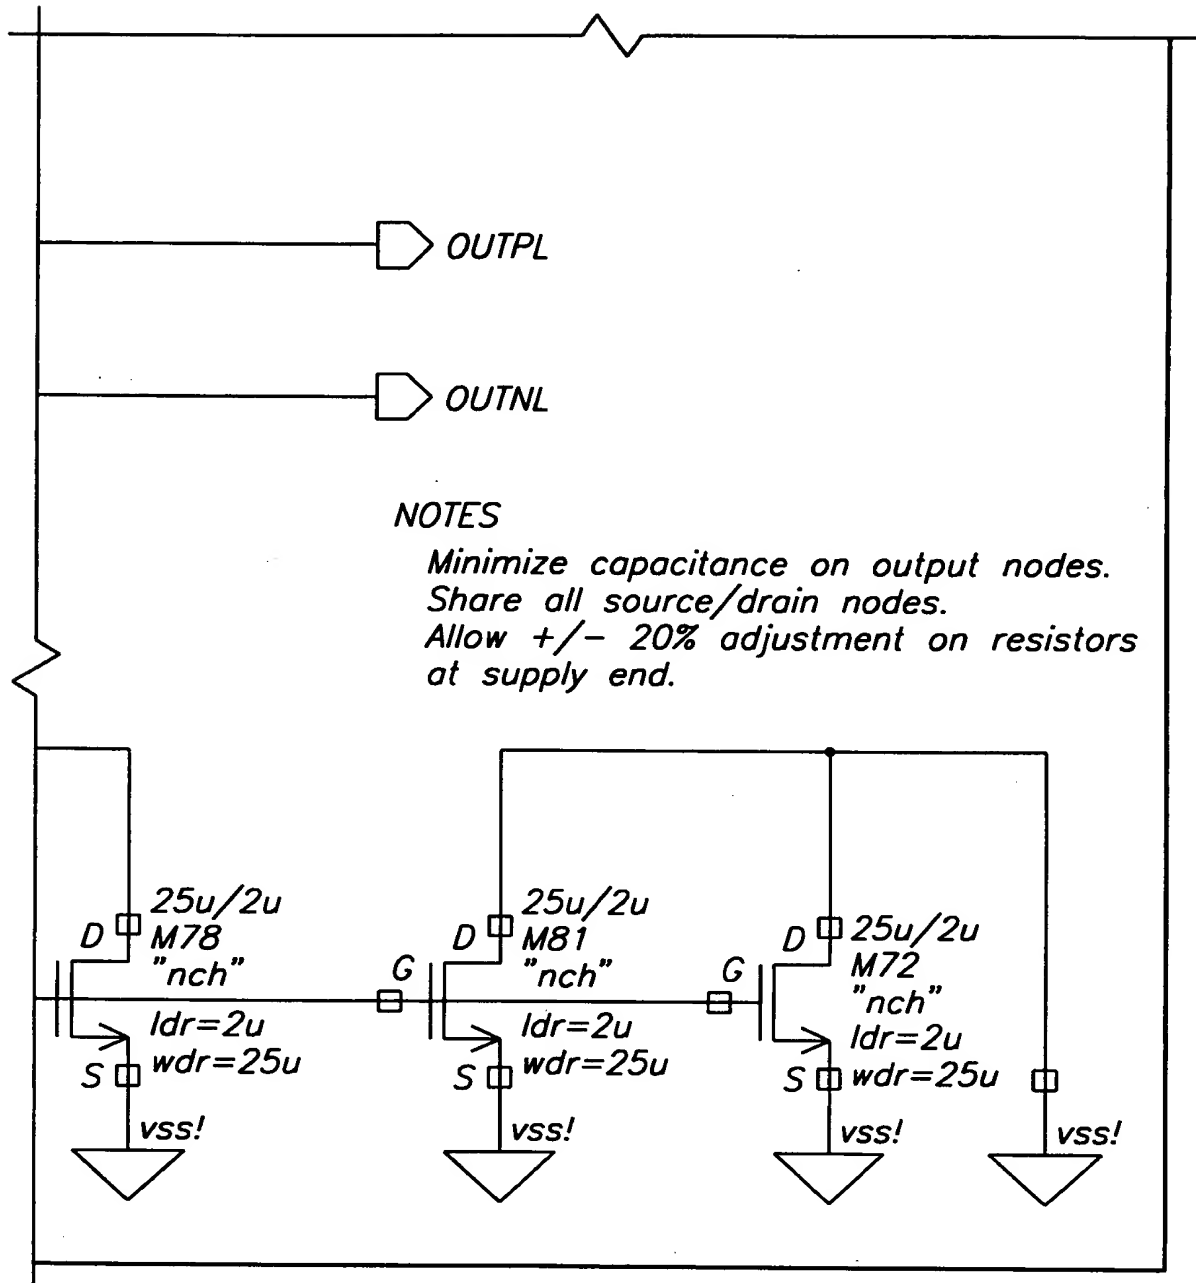 OUTPL
OUTNL
NOTES
Minimize capacitance on output nodes.
Share all source/drain nodes.
Allow +/- 20% adjustment on resistors
at supply end.
25u/2u
D
M78
"nch"
ldr=2u
wdr=25u
S
vss!
25u/2u
D
M81
G
"nch"
ldr=2u
wdr=25u
S
vss!
25u/2u
D
M72
G
"nch"
ldr=2u
wdr=25u
S
vss!
vss!